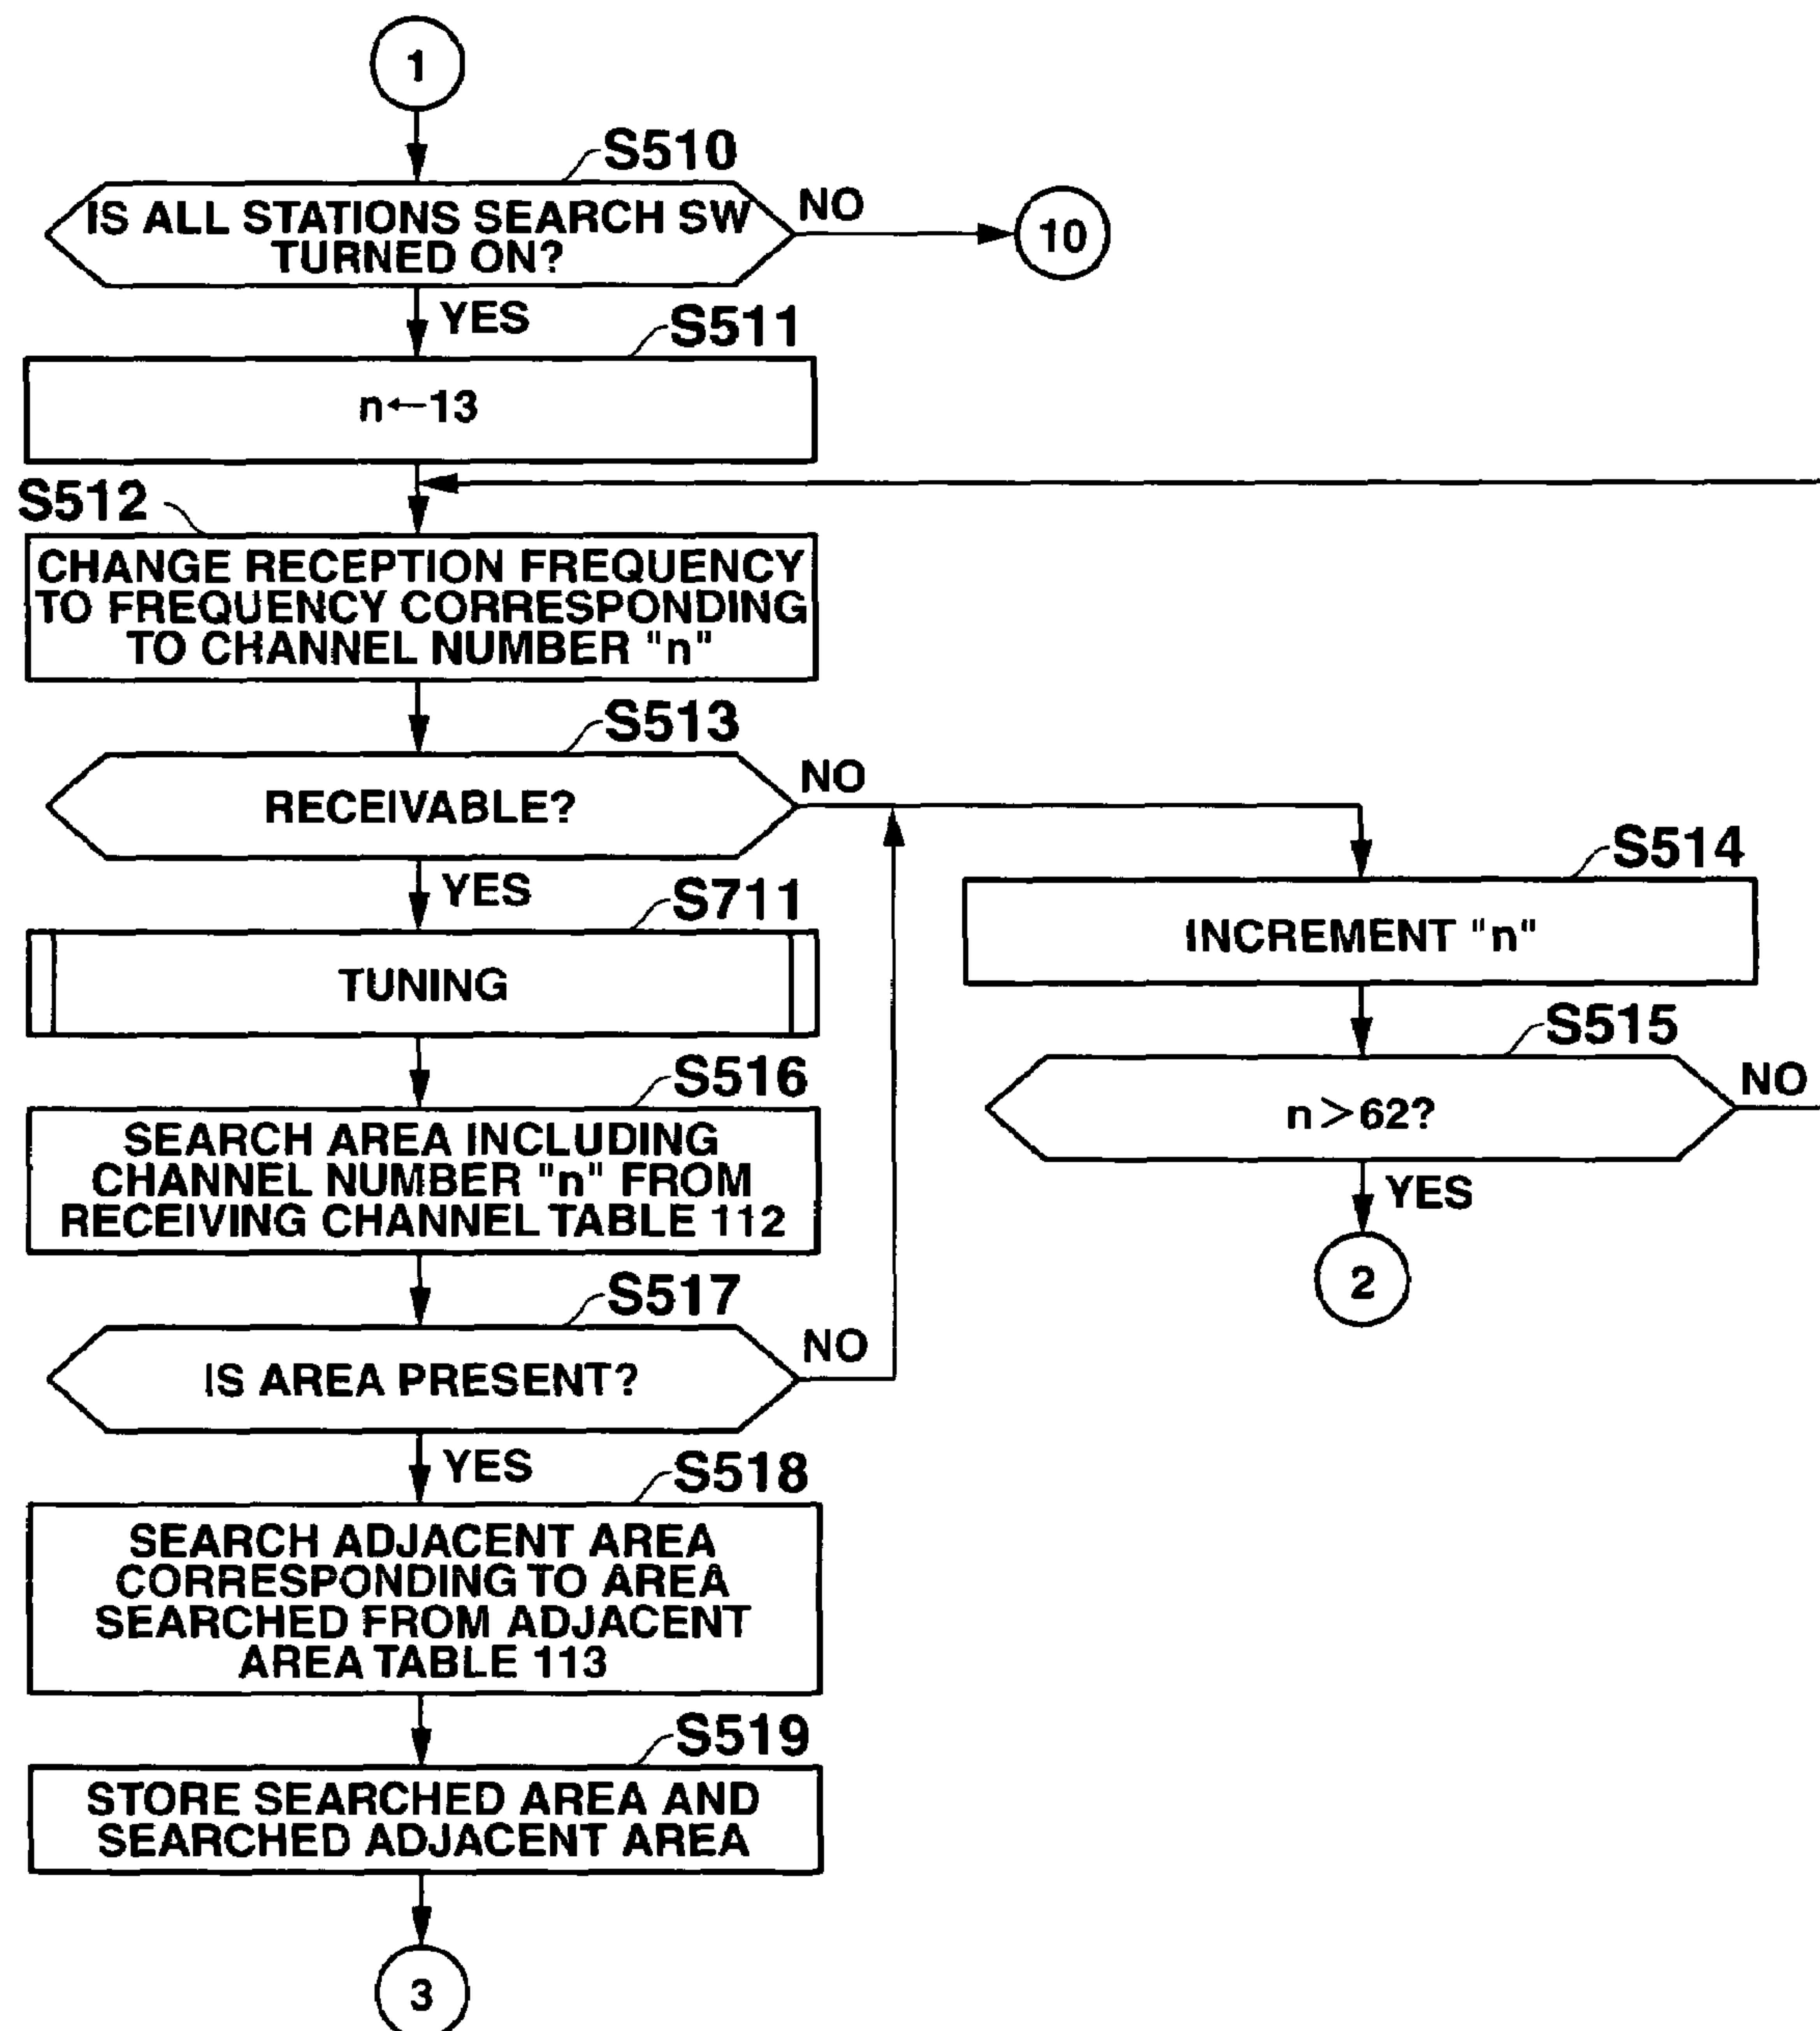 1
S510
IS ALL STATIONS SEARCH SW
TURNED ON?
NO
10
YES
S511
n←13
S512
CHANGE RECEPTION FREQUENCY
TO FREQUENCY CORRESPONDING
TO CHANNEL NUMBER "n"
S513
RECEIVABLE?
NO
YES
S514
INCREMENT "n"
S515
n>62?
NO
YES
2
S711
TUNING
S516
SEARCH AREA INCLUDING
CHANNEL NUMBER "n" FROM
RECEIVING CHANNEL TABLE 112
S517
IS AREA PRESENT?
NO
YES
S518
SEARCH ADJACENT AREA
CORRESPONDING TO AREA
SEARCHED FROM ADJACENT
AREA TABLE 113
S519
STORE SEARCHED AREA AND
SEARCHED ADJACENT AREA
3